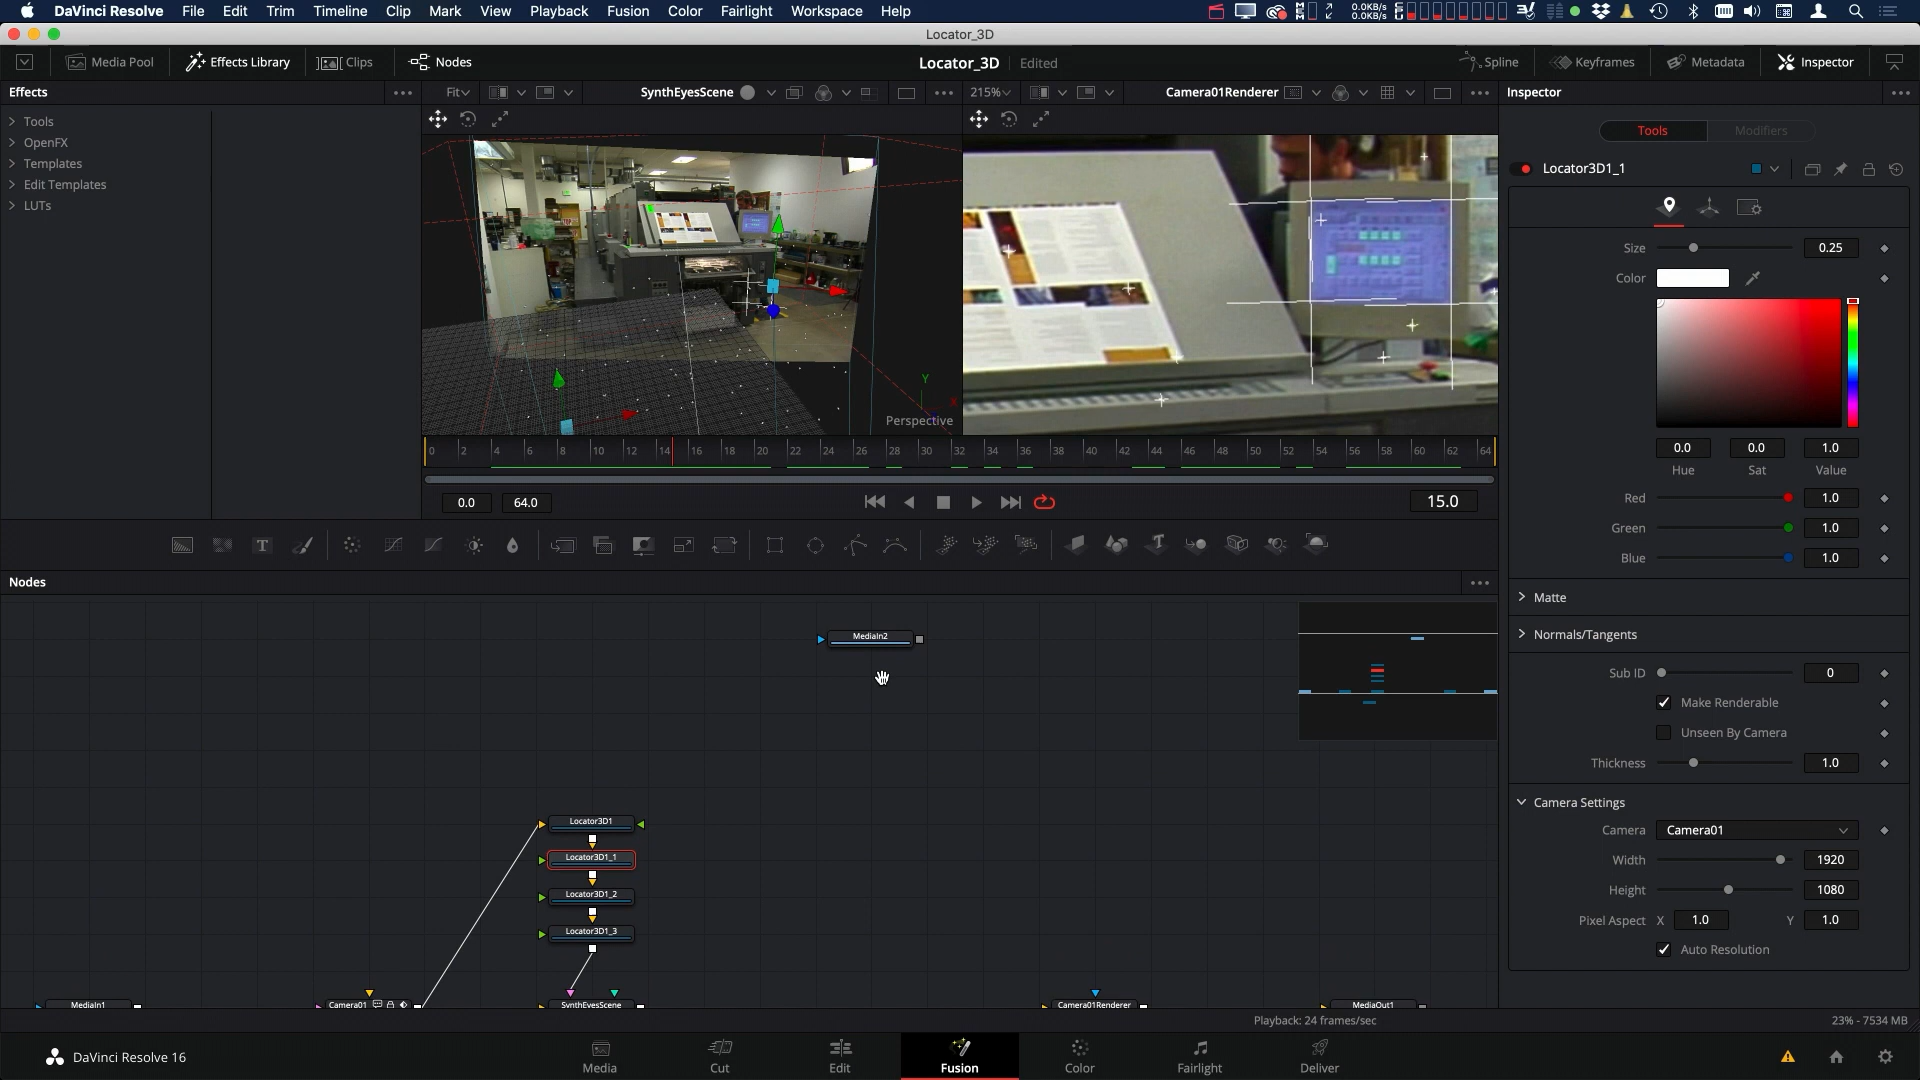 DaVinci Resolve File Edit Trim Timeline Clip Mark View Playback Fusion Color Fairlight Workspace Help
0.0KB/s
0.0KB/s
Locator_3D
Media Pool Effects Library Clips Nodes Locator_3D Edited Spline Keyframes Metadata Inspector
Effects Fit SynthEyesScene 215% Camera01Renderer Inspector
Tools
OpenFX
Templates
Edit Templates
LUTs
Perspective
Y
X
0 2 4 6 8 10 12 14 16 18 20 22 24 26 28 30 32 34 36 38 40 42 44 46 48 50 52 54 56 58 60 62 64
0.0 64.0 15.0
Tools Modifiers
Locator3D1_1
Size 0.25
Color
0.0 0.0 1.0
Hue Sat Value
Red 1.0
Green 1.0
Blue 1.0
Matte
Normals/Tangents
Sub ID 0
Make Renderable
Unseen By Camera
Thickness 1.0
Camera Settings
Camera Camera01
Width 1920
Height 1080
Pixel Aspect X 1.0 Y 1.0
Auto Resolution
Nodes
MediaIn2
Locator3D1
Locator3D1_1
Locator3D1_2
Locator3D1_3
MediaIn1 Camera01 SynthEyesScene Camera01Renderer MediaOut1
Playback: 24 frames/sec 23% - 7534 MB
DaVinci Resolve 16
Media Cut Edit Fusion Color Fairlight Deliver